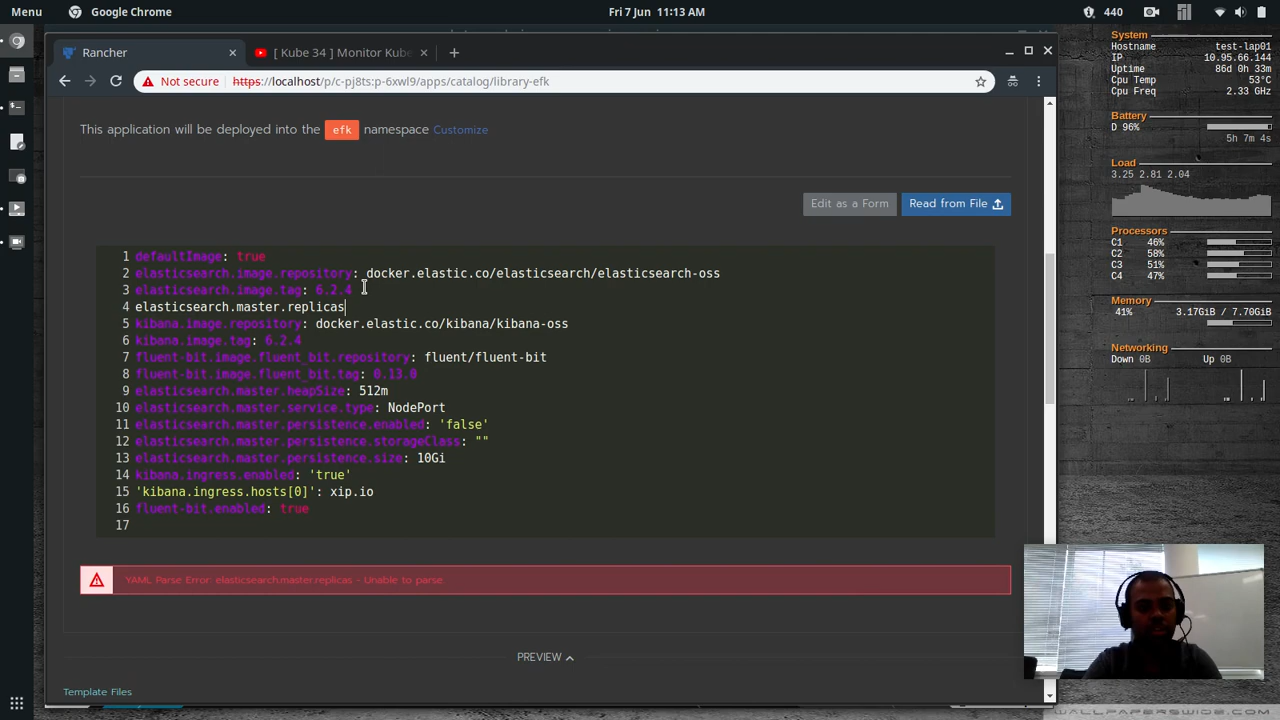 Menu
Google Chrome
Fri 7 Jun 11:13 AM
440
Rancher
[ Kube 34 ] Monitor Kube
Not secure
https://localhost/p/c-pj8ts:p-6xwl9/apps/catalog/library-efk
This application will be deployed into the efk namespace Customize
Edit as a Form
Read from File
1 defaultImage: true
2 elasticsearch.image.repository: docker.elastic.co/elasticsearch/elasticsearch-oss
3 elasticsearch.image.tag: 6.2.4
4 elasticsearch.master.replicas
5 kibana.image.repository: docker.elastic.co/kibana/kibana-oss
6 kibana.image.tag: 6.2.4
7 fluent-bit.image.fluent_bit.repository: fluent/fluent-bit
8 fluent-bit.image.fluent_bit.tag: 0.13.0
9 elasticsearch.master.heapSize: 512m
10 elasticsearch.master.service.type: NodePort
11 elasticsearch.master.persistence.enabled: 'false'
12 elasticsearch.master.persistence.storageClass: ""
13 elasticsearch.master.persistence.size: 10Gi
14 kibana.ingress.enabled: 'true'
15 'kibana.ingress.hosts[0]': xip.io
16 fluent-bit.enabled: true
17
YAML Parse Error: to parse
PREVIEW
Template Files
System
Hostname test-lap01
IP 10.95.66.144
Uptime 86d 0h 33m
Cpu Temp 53°C
Cpu Freq 2.33 GHz
Battery
D 96%
5h 7m 4s
Load
3.25 2.81 2.04
Processors
C1 46%
C2 58%
C3 51%
C4 47%
Memory
41% 3.17GiB / 7.70GiB
Networking
Down 0B Up 0B
WALLPAPERSWIDE.COM